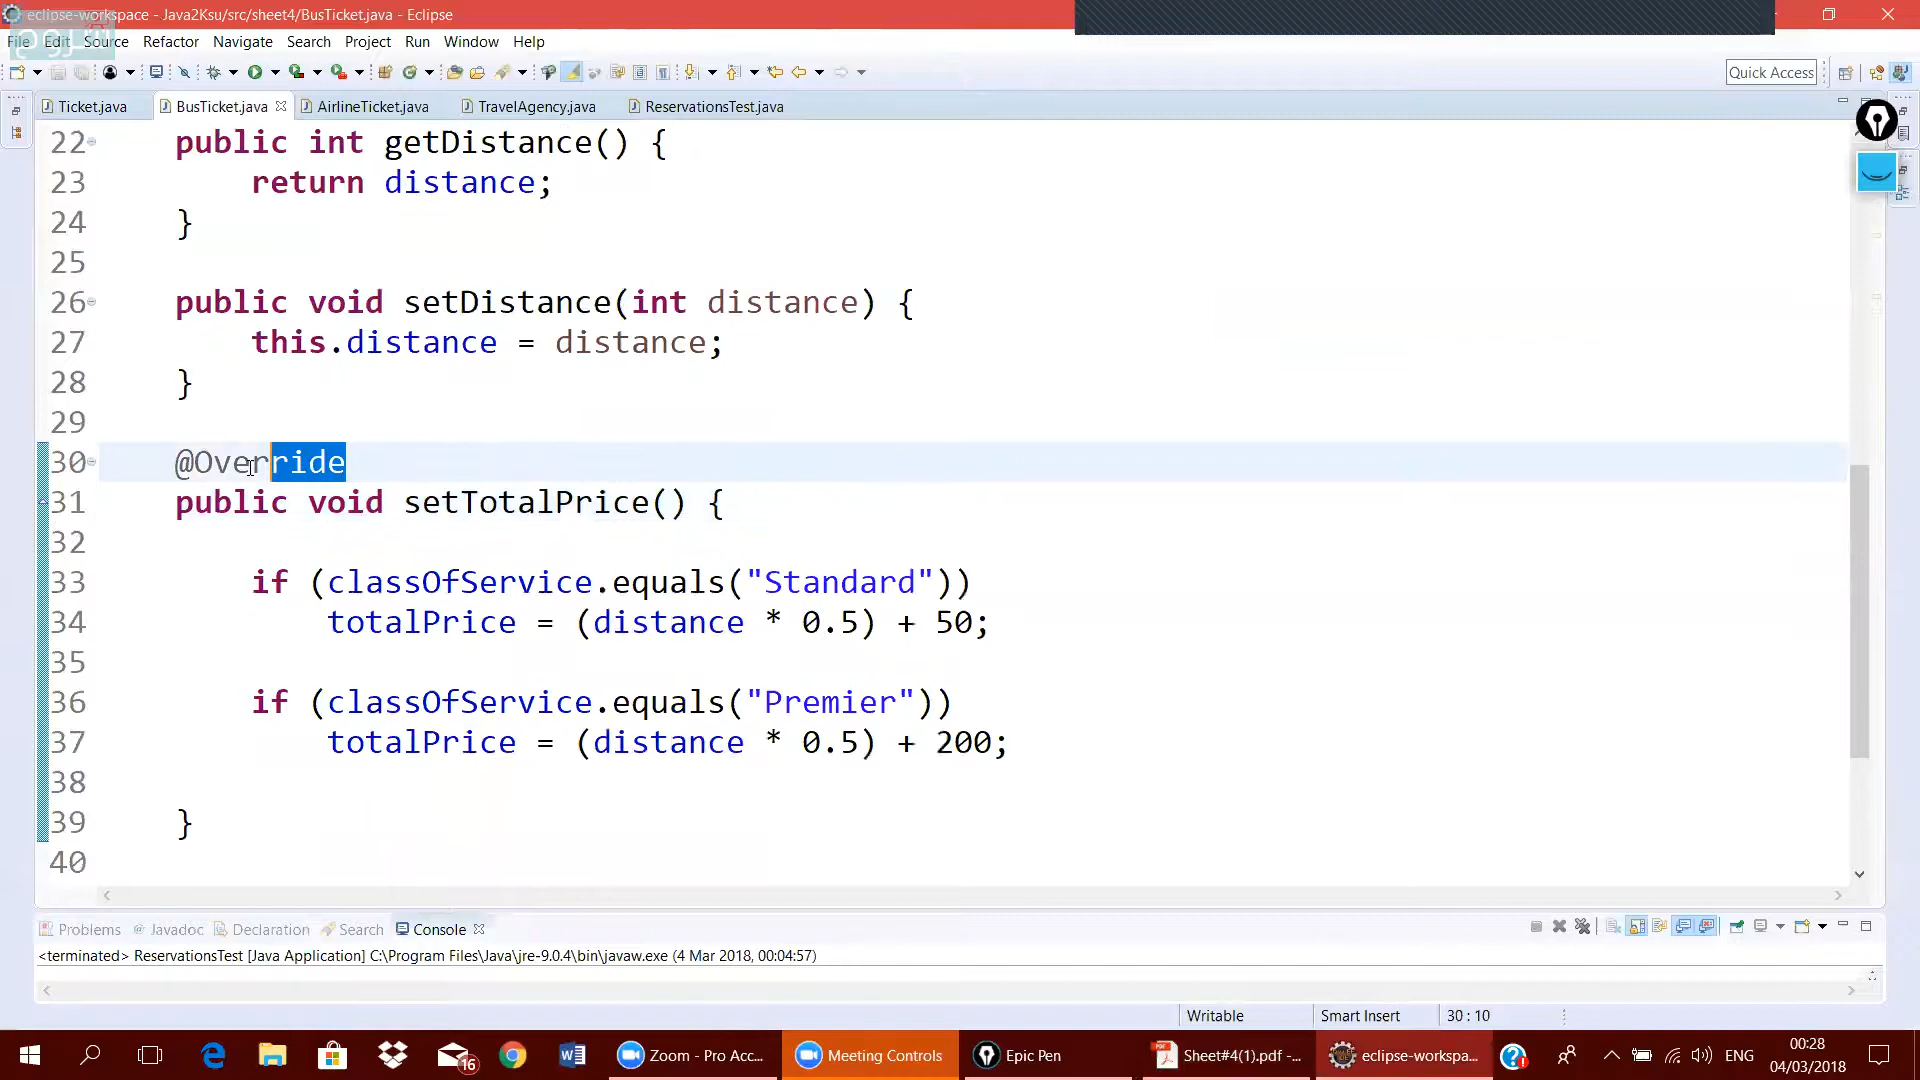 eclipse-workspace - Java2Ksu/src/sheet4/BusTicket.java - Eclipse
File Edit Source Refactor Navigate Search Project Run Window Help
Quick Access
Ticket.java BusTicket.java AirlineTicket.java TravelAgency.java ReservationsTest.java
22 public int getDistance() {
23 return distance;
24 }
25
26 public void setDistance(int distance) {
27 this.distance = distance;
28 }
29
30 @Override
31 public void setTotalPrice() {
32
33 if (classOfService.equals("Standard"))
34 totalPrice = (distance * 0.5) + 50;
35
36 if (classOfService.equals("Premier"))
37 totalPrice = (distance * 0.5) + 200;
38
39 }
40
Problems @ Javadoc Declaration Search Console
<terminated> ReservationsTest [Java Application] C:\Program Files\Java\jre-9.0.4\bin\javaw.exe (4 Mar 2018, 00:04:57)
Writable Smart Insert 30 : 10
16 Zoom - Pro Acc... Meeting Controls Epic Pen Sheet#4(1).pdf -... eclipse-workspa... ENG 00:28
04/03/2018